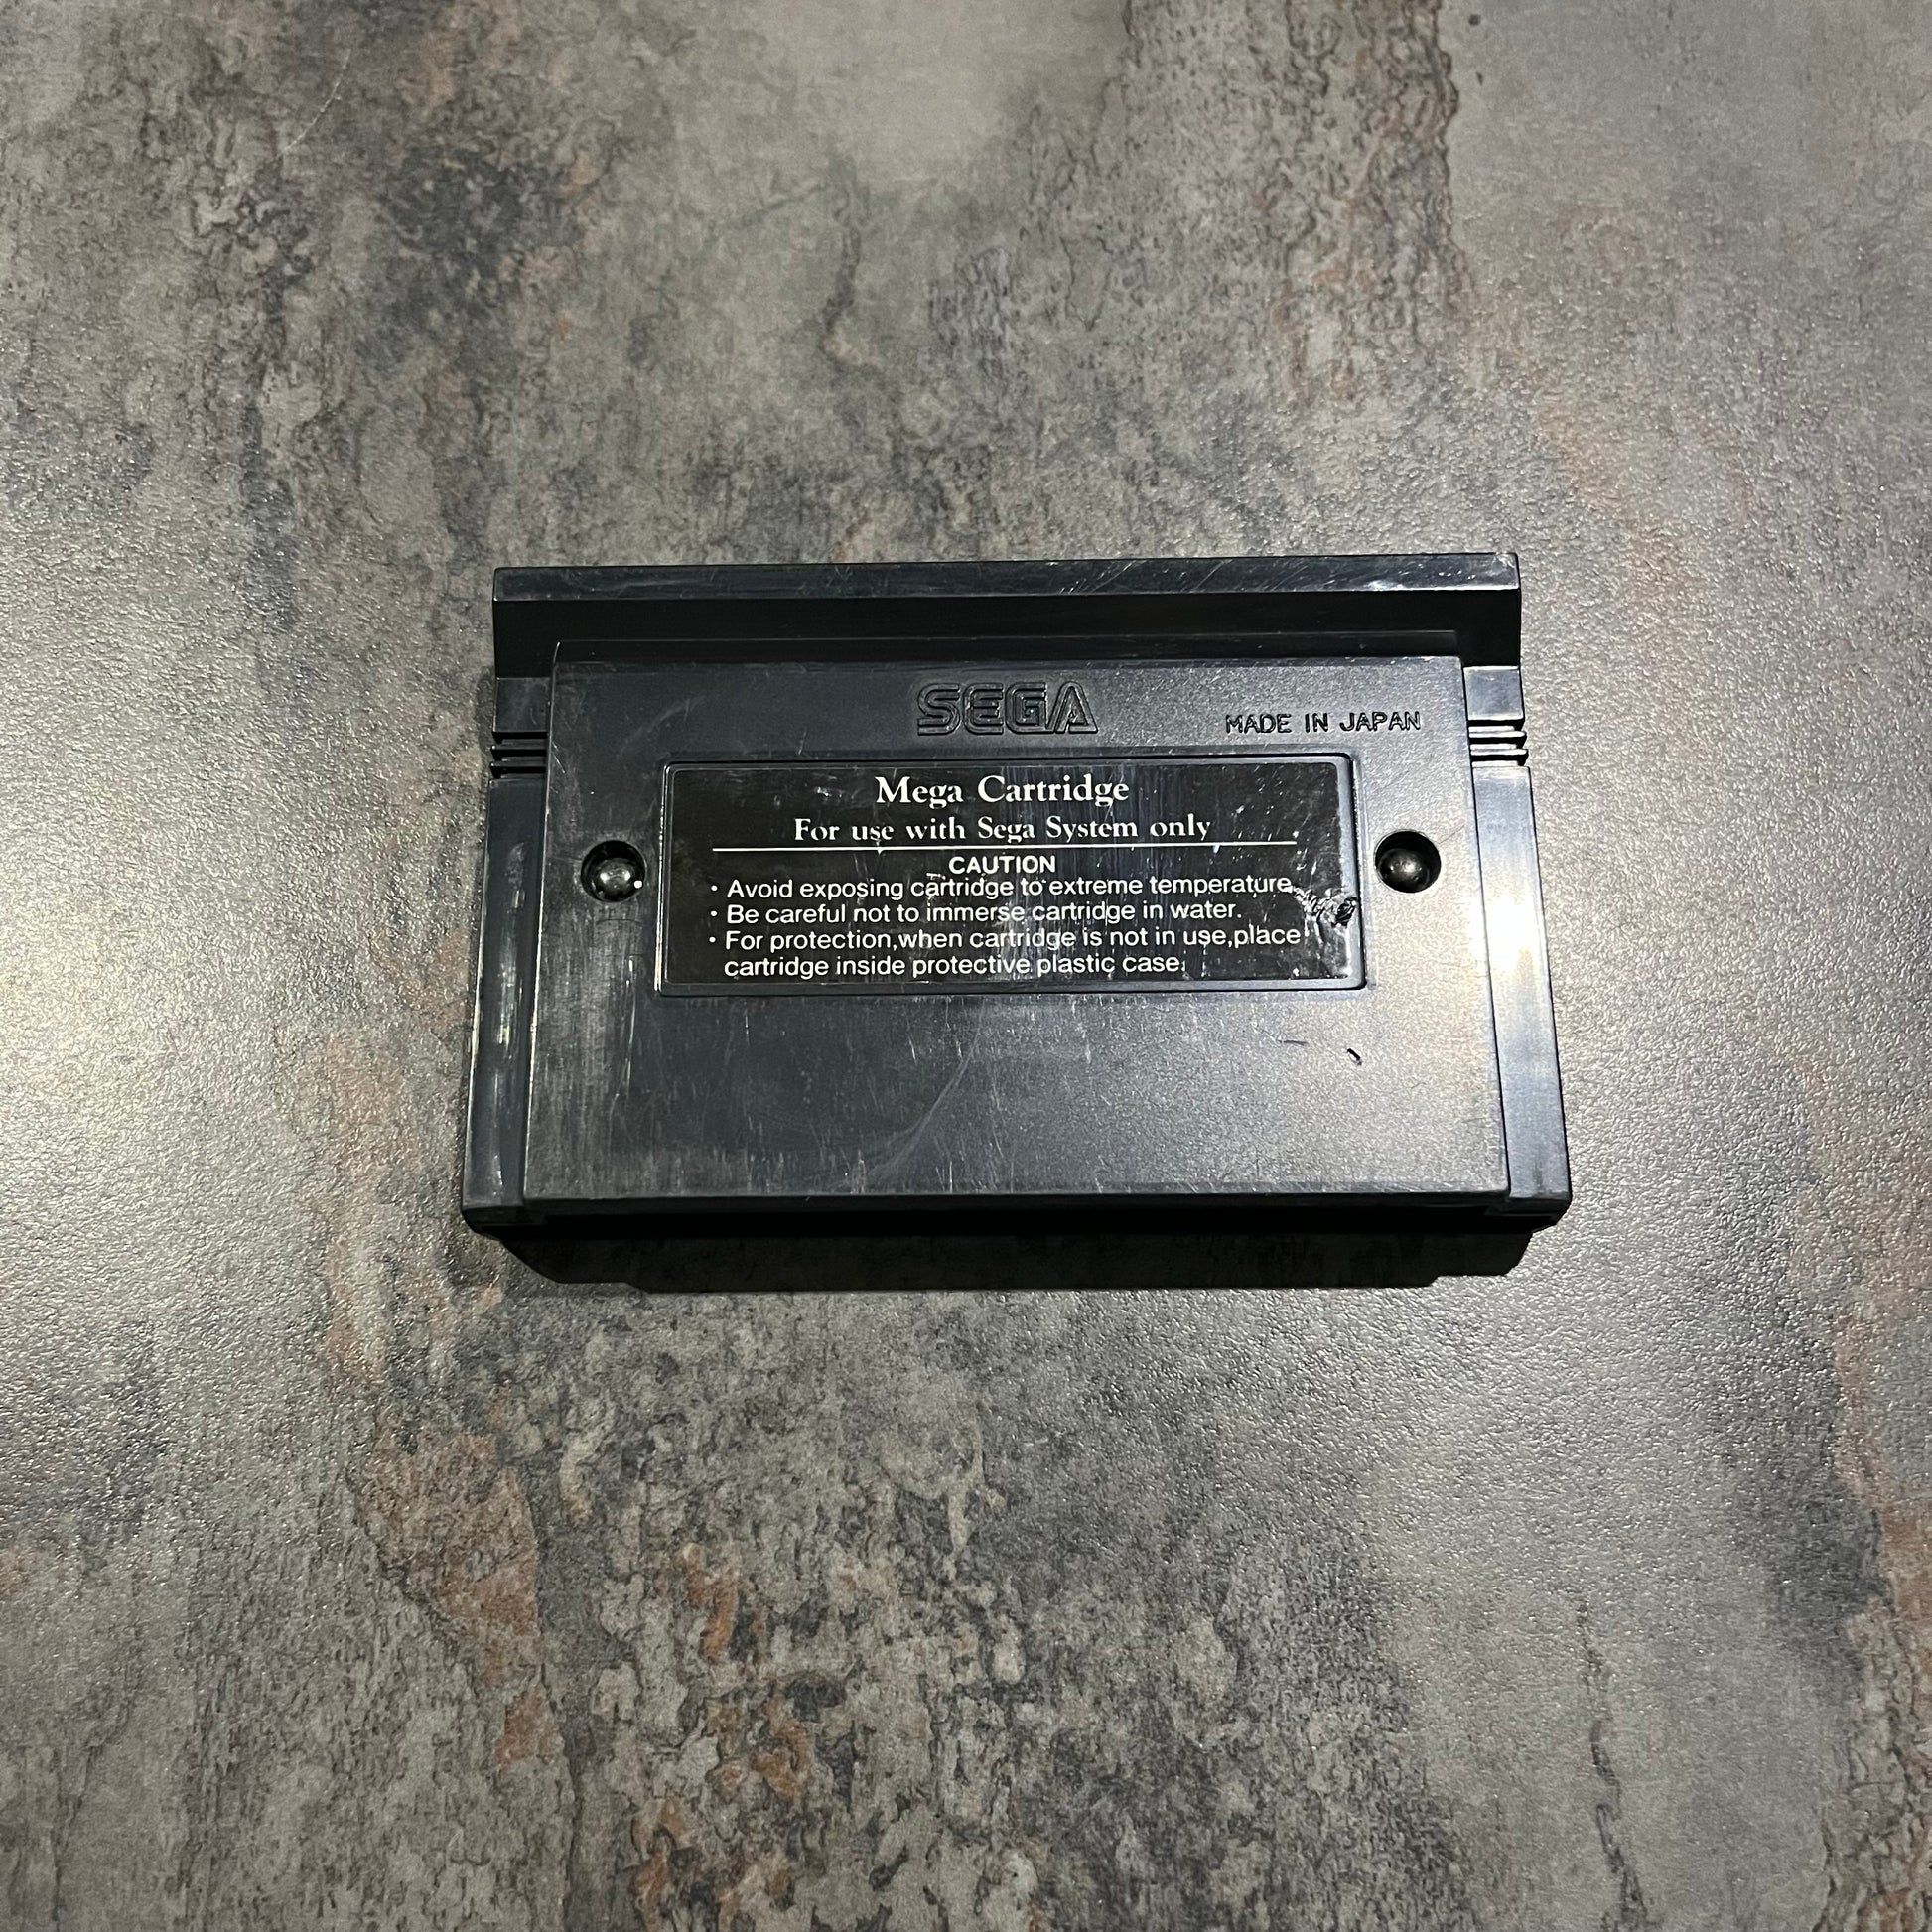 SEGA
MADE IN JAPAN
Mega Cartridge
For use with Sega System only
CAUTION
• Avoid exposing cartridge to extreme temperature.
• Be careful not to immerse cartridge in water.
• For protection,when cartridge is not in use,place
cartridge inside protective plastic case.